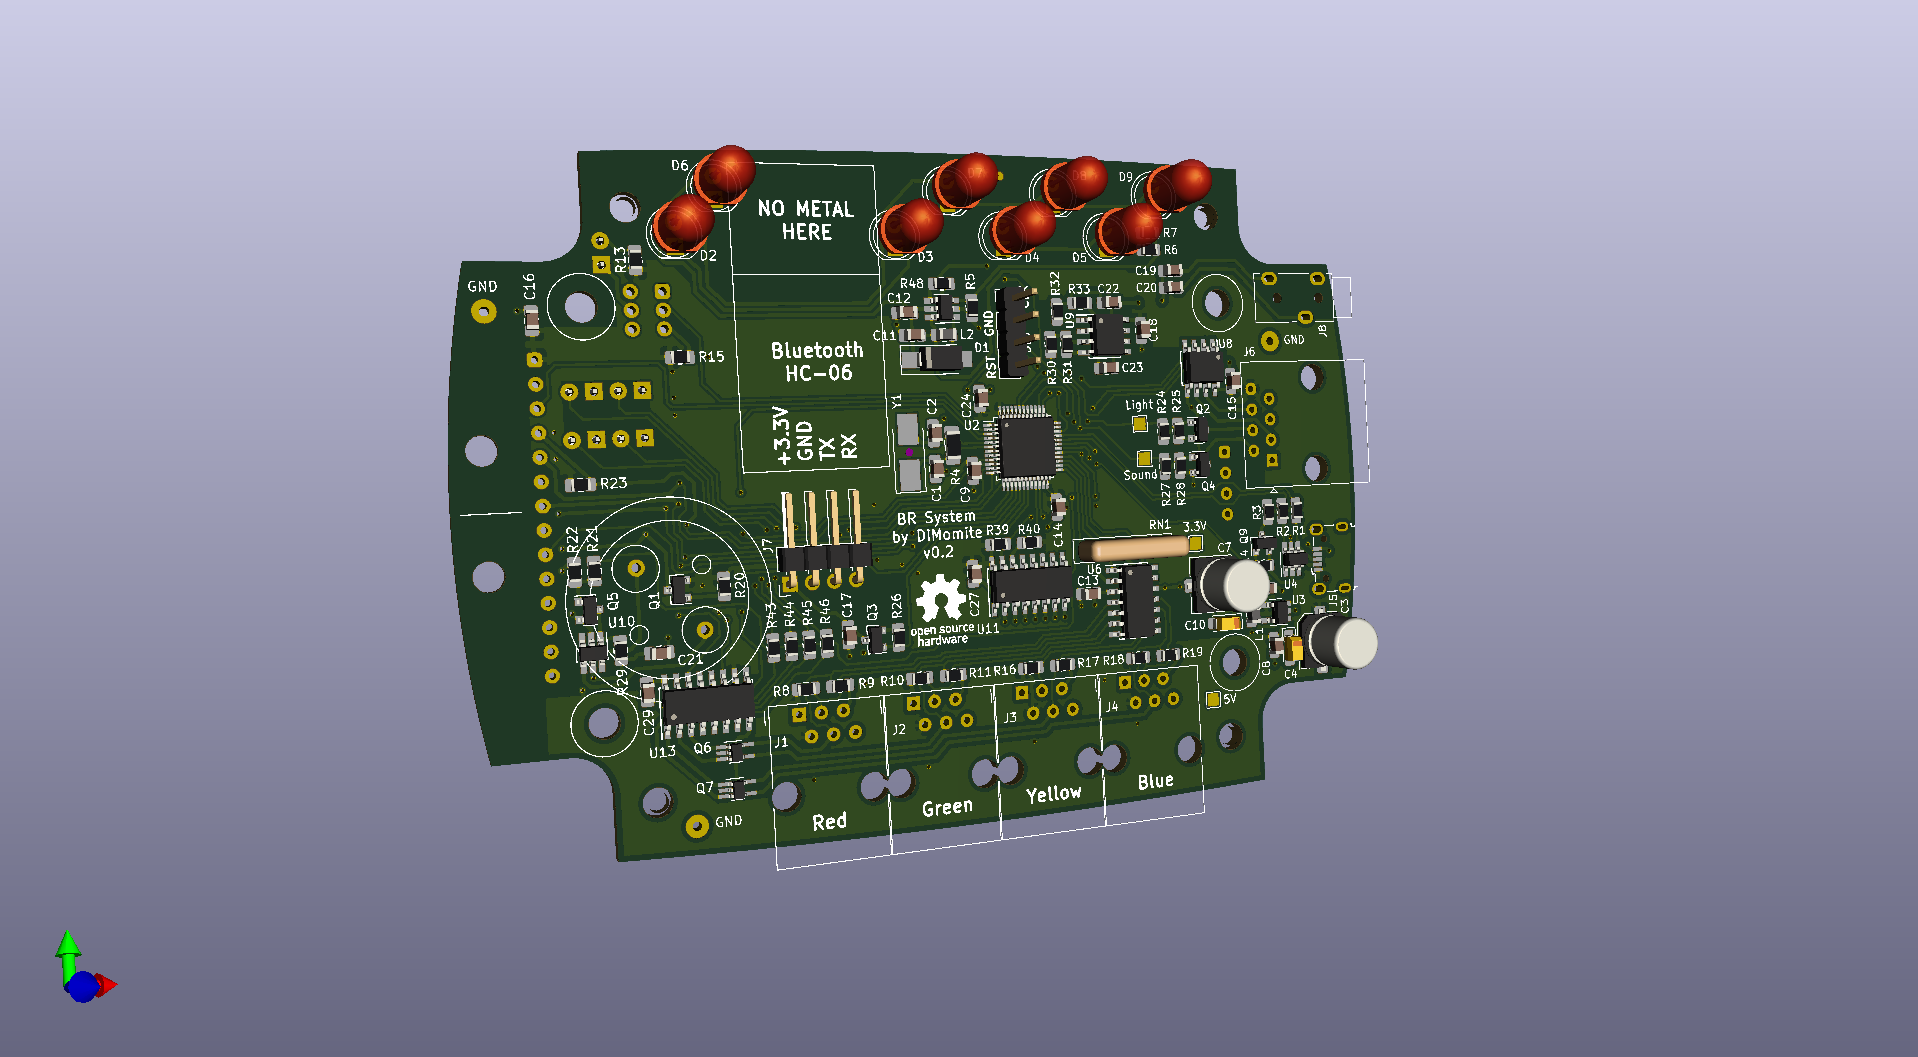 D6
D9
NO METAL
HERE
D2
D3
D4
D5
R7
R6
R13
GND
C16
R48
R5
C12
R32
R33
C22
C19
C20
U9
C18
GND
C11
L2
D1
RST
R30
R31
C23
U8
J6
GND
J8
R15
Bluetooth
HC-06
+3.3V
GND
TX
RX
Y1
C2
C24
U2
C1
R4
C9
Light
R24
R25
Q2
C15
Sound
R27
R28
Q4
R23
R22
R21
J7
BR System
by DiMomite
v0.2
R39
R40
C14
RN1
3.3V
R3
R2
R1
Q9
C7
U4
U3
J5
C3
Q5
Q1
R20
U10
R43
R44
R45
R46
C17
Q3
R26
open source
hardware
C27
U11
U6
C13
C10
L1
C8
C4
R29
C21
C29
U13
R8
R9
R10
R11
R16
R17
R18
R19
5V
Q6
Q7
J1
J2
J3
J4
GND
Red
Green
Yellow
Blue